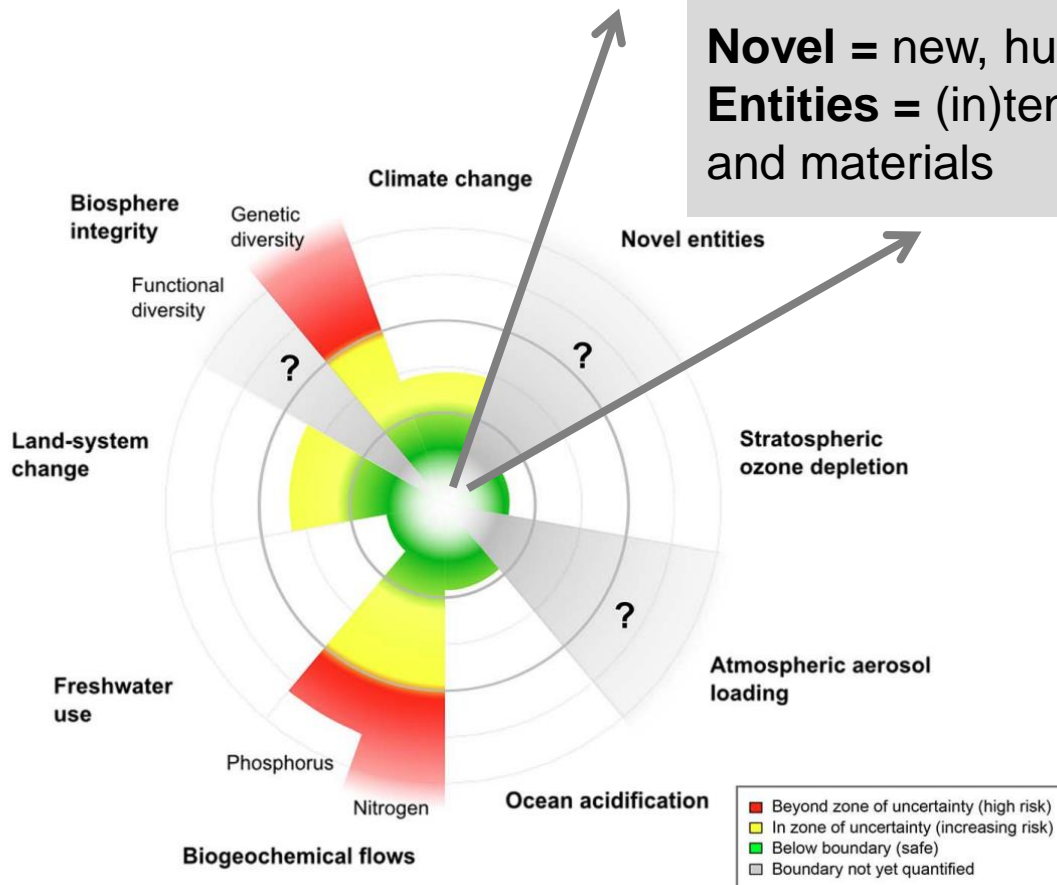 Novel = new, hu
Entities = (in)ter
and materials
Climate change
Biosphere
integrity
Genetic
diversity
Novel entities
Functional
diversity
?
?
Land-system
change
Stratospheric
ozone depletion
?
Atmospheric aerosol
loading
Freshwater
use
Phosphorus
Nitrogen
Ocean acidification
Biogeochemical flows
Beyond zone of uncertainty (high risk)
In zone of uncertainty (increasing risk)
Below boundary (safe)
Boundary not yet quantified